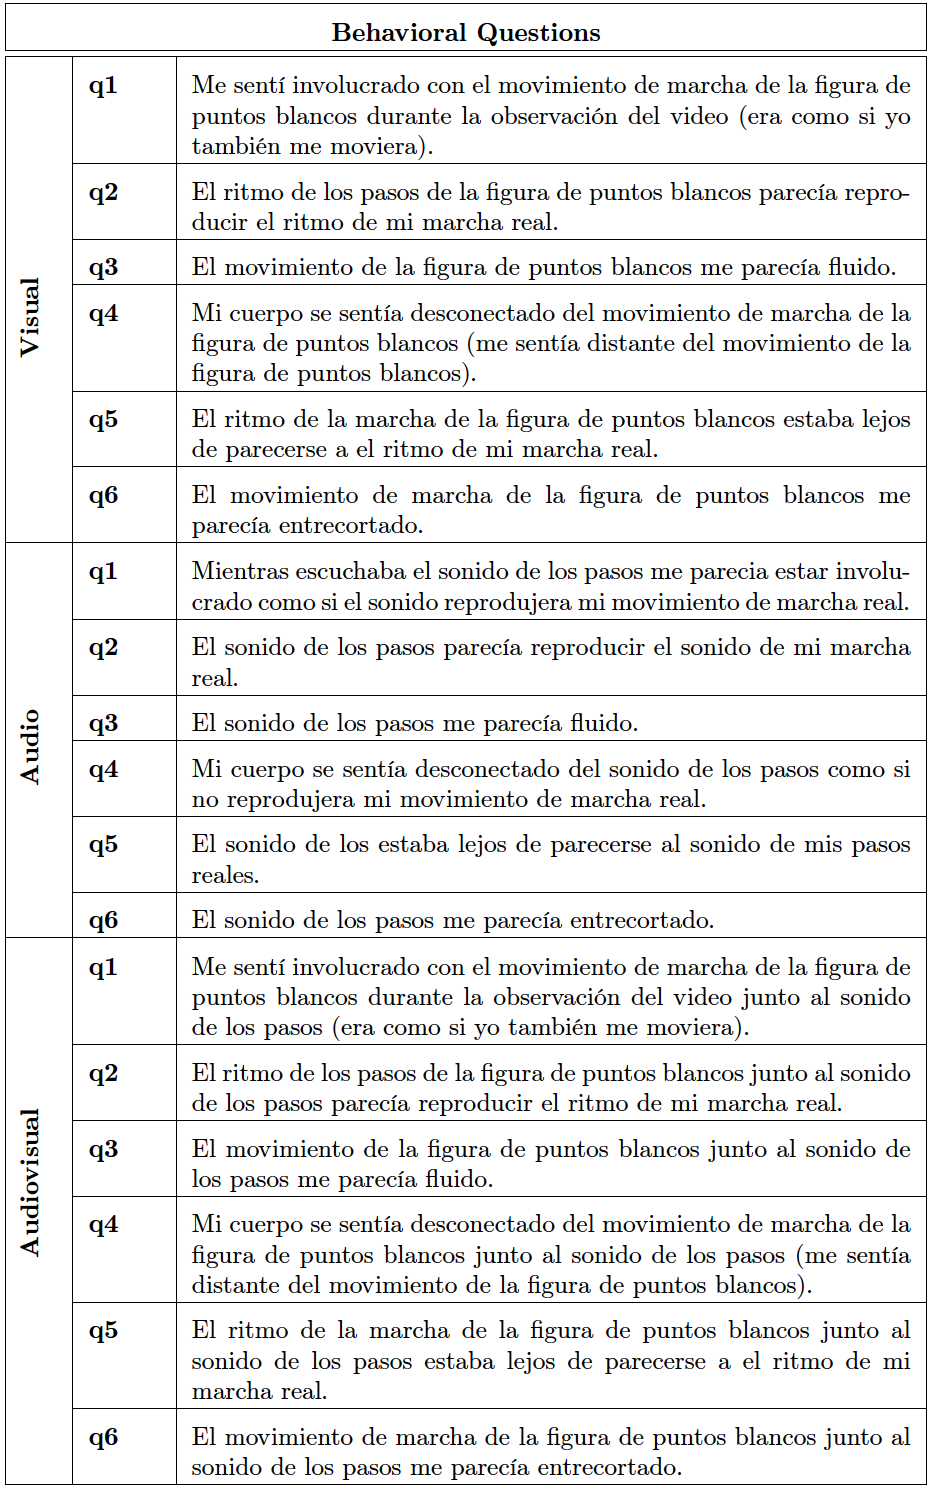 Behavioral Questions
Visual
q1 Me sentí involucrado con el movimiento de marcha de la figura de
puntos blancos durante la observación del video (era como si yo
también me moviera).
q2 El ritmo de los pasos de la figura de puntos blancos parecía repro-
ducir el ritmo de mi marcha real.
q3 El movimiento de la figura de puntos blancos me parecía fluido.
q4 Mi cuerpo se sentía desconectado del movimiento de marcha de la
figura de puntos blancos (me sentía distante del movimiento de la
figura de puntos blancos).
q5 El ritmo de la marcha de la figura de puntos blancos estaba lejos
de parecerse a el ritmo de mi marcha real.
q6 El movimiento de marcha de la figura de puntos blancos me
parecía entrecortado.
Audio
q1 Mientras escuchaba el sonido de los pasos me parecia estar involu-
crado como si el sonido reprodujera mi movimiento de marcha real.
q2 El sonido de los pasos parecía reproducir el sonido de mi marcha
real.
q3 El sonido de los pasos me parecía fluido.
q4 Mi cuerpo se sentía desconectado del sonido de los pasos como si
no reprodujera mi movimiento de marcha real.
q5 El sonido de los estaba lejos de parecerse al sonido de mis pasos
reales.
q6 El sonido de los pasos me parecía entrecortado.
Audiovisual
q1 Me sentí involucrado con el movimiento de marcha de la figura de
puntos blancos durante la observación del video junto al sonido
de los pasos (era como si yo también me moviera).
q2 El ritmo de los pasos de la figura de puntos blancos junto al sonido
de los pasos parecía reproducir el ritmo de mi marcha real.
q3 El movimiento de la figura de puntos blancos junto al sonido de
los pasos me parecía fluido.
q4 Mi cuerpo se sentía desconectado del movimiento de marcha de la
figura de puntos blancos junto al sonido de los pasos (me sentía
distante del movimiento de la figura de puntos blancos).
q5 El ritmo de la marcha de la figura de puntos blancos junto al
sonido de los pasos estaba lejos de parecerse a el ritmo de mi
marcha real.
q6 El movimiento de marcha de la figura de puntos blancos junto al
sonido de los pasos me parecía entrecortado.